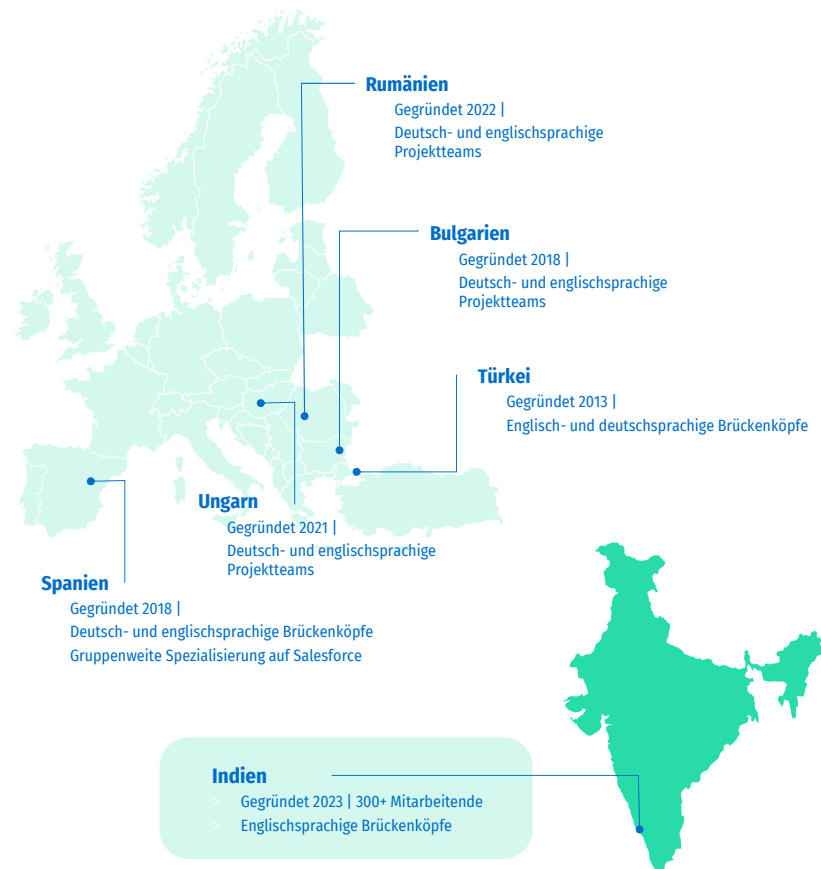 Rumänien
Gegründet 2022 |
Deutsch- und englischsprachige
Projektteams
Bulgarien
Gegründet 2018 |
Deutsch- und englischsprachige
Projektteams
Türkei
Gegründet 2013 |
Englisch- und deutschsprachige Brückenköpfe
Ungarn
Gegründet 2021 |
Deutsch- und englischsprachige
Projektteams
Spanien
Gegründet 2018 |
Deutsch- und englischsprachige Brückenköpfe
Gruppenweite Spezialisierung auf Salesforce
Indien
> Gegründet 2023 | 300+ Mitarbeitende
> Englischsprachige Brückenköpfe